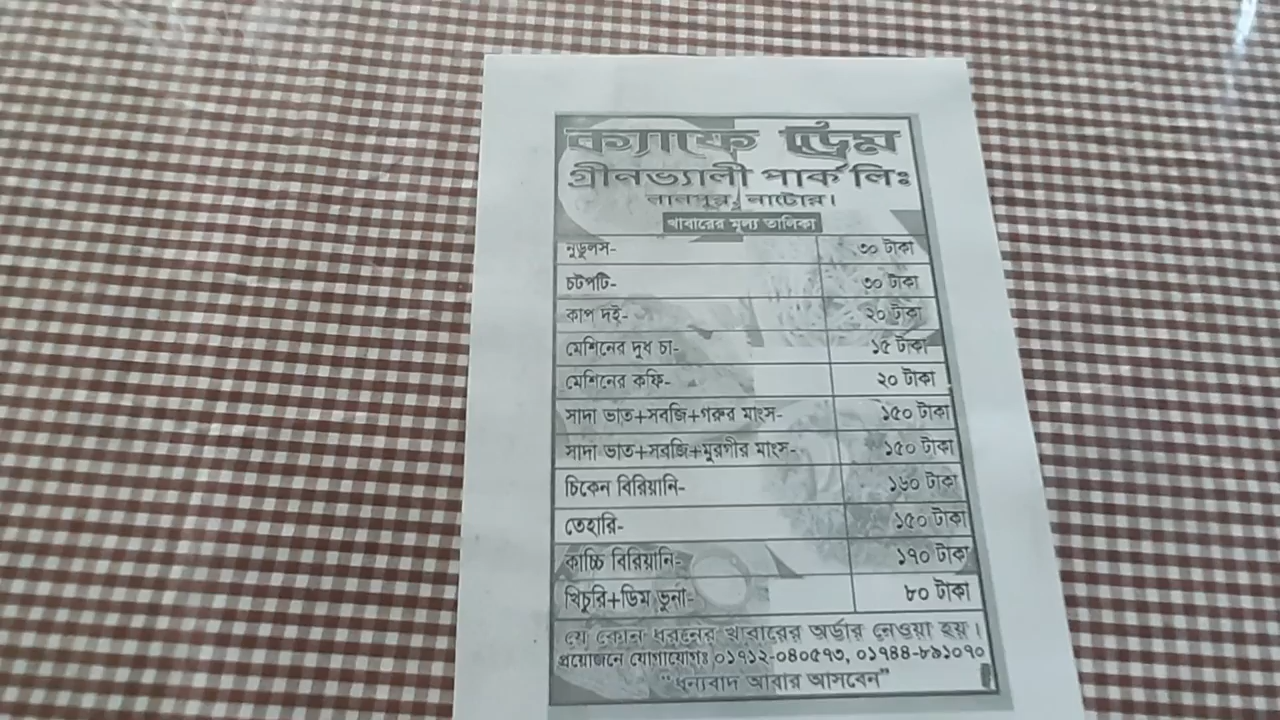 ক্যাফে ড্রিম
গ্রীনভ্যালী পার্ক লিঃ
লালপুর, নাটোর।
খাবারের মূল্য তালিকা
নুডুলস- ৩০ টাকা
চটপটি- ৩০ টাকা
কাপ দই- ২০ টাকা
মেশিনের দুধ চা- ১৫ টাকা
মেশিনের কফি- ২০ টাকা
সাদা ভাত+সবজি+গরুর মাংস- ১৫০ টাকা
সাদা ভাত+সবজি+মুরগীর মাংস- ১৫০ টাকা
চিকেন বিরিয়ানি- ১৬০ টাকা
তেহারি- ১৫০ টাকা
কাচ্চি বিরিয়ানি- ১৭০ টাকা
খিচুরি+ডিম ভুনা- ৮০ টাকা
যে কোন ধরনের খাবারের অর্ডার নেওয়া হয়।
প্রয়োজনে যোগাযোগঃ ০১৭১২-০৪০৫৭৩, ০১৭৪৪-৮৯১০৭০
"ধন্যবাদ আবার আসবেন"